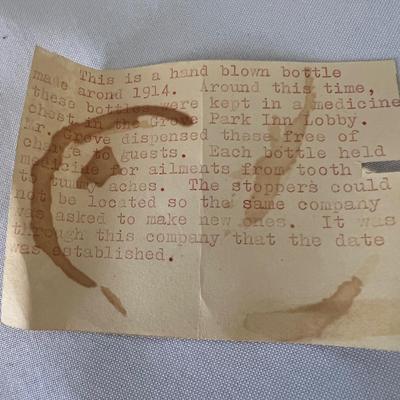 This is a hand blown bottle
made arond 1914. Around this time,
these bottles were kept in a medicine
chest in the Grove Park Inn Lobby.
Mr. Grove dispensed these free of
charge to guests. Each bottle held
medicine for ailments from tooth
to tummy aches. The stoppers could
not be located so the same company
was asked to make new ones. It was
through this company that the date
was established.